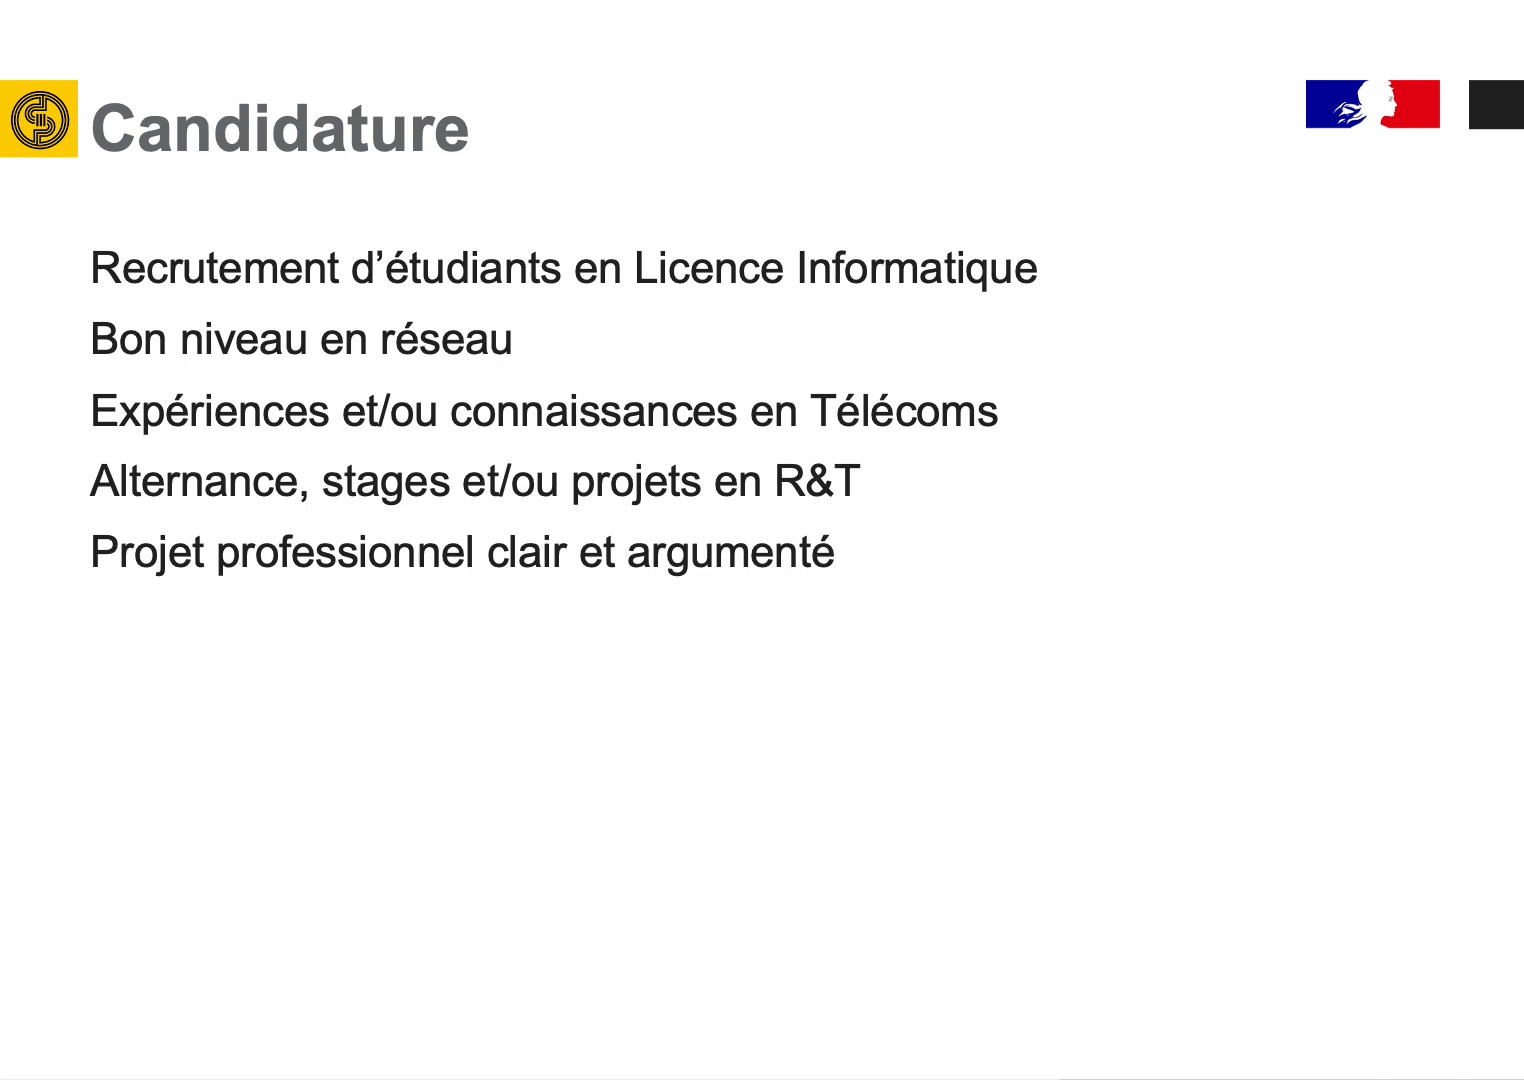 Candidature
Recrutement d’étudiants en Licence Informatique
Bon niveau en réseau
Expériences et/ou connaissances en Télécoms
Alternance, stages et/ou projets en R&T
Projet professionnel clair et argumenté